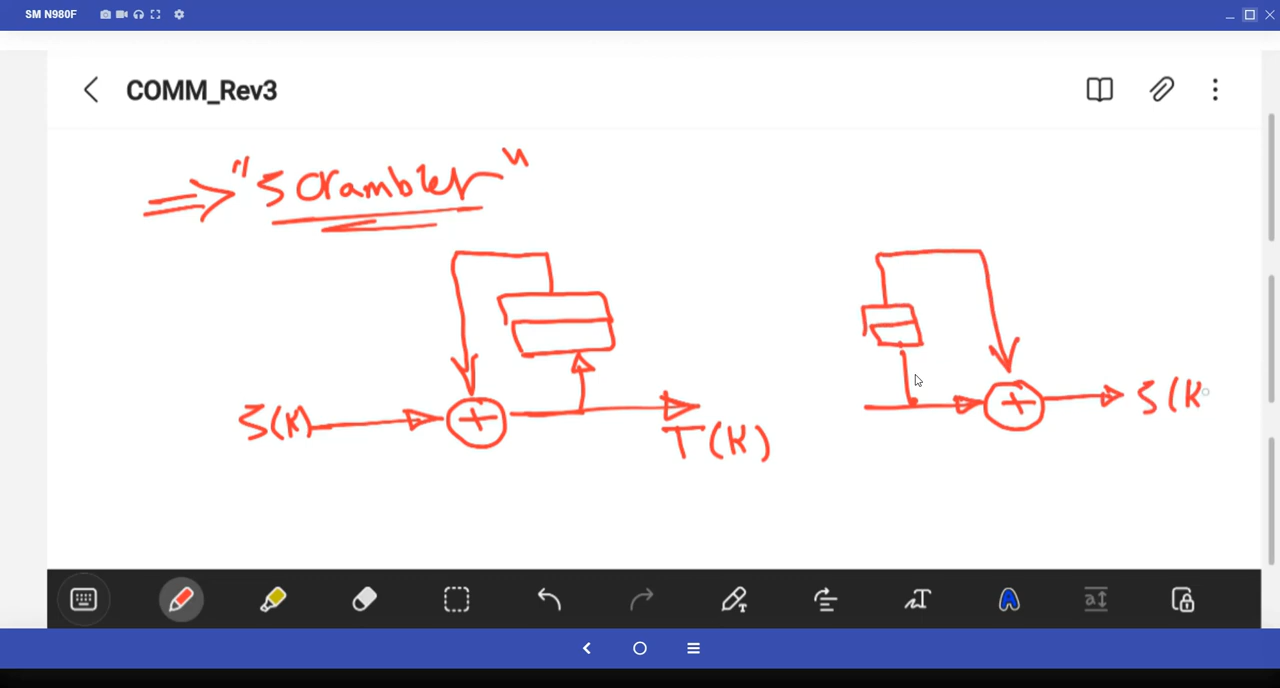 SM N980F
COMM_Rev3
⇒ "Scrambler"
S(K)
+
T(K)
+
S(K